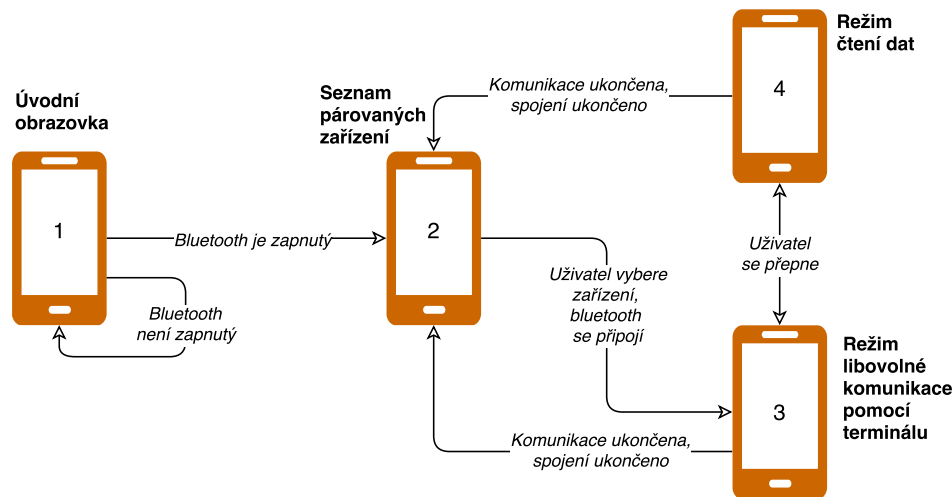 Úvodní
obrazovka
1
Bluetooth je zapnutý
Bluetooth
není zapnutý
Seznam
párovaných
zařízení
2
Komunikace ukončena,
spojení ukončeno
Uživatel vybere
zařízení,
bluetooth
se připojí
Komunikace ukončena,
spojení ukončeno
Režim
čtení dat
4
Uživatel
se přepne
3
Režim
libovolné
komunikace
pomocí
terminálu